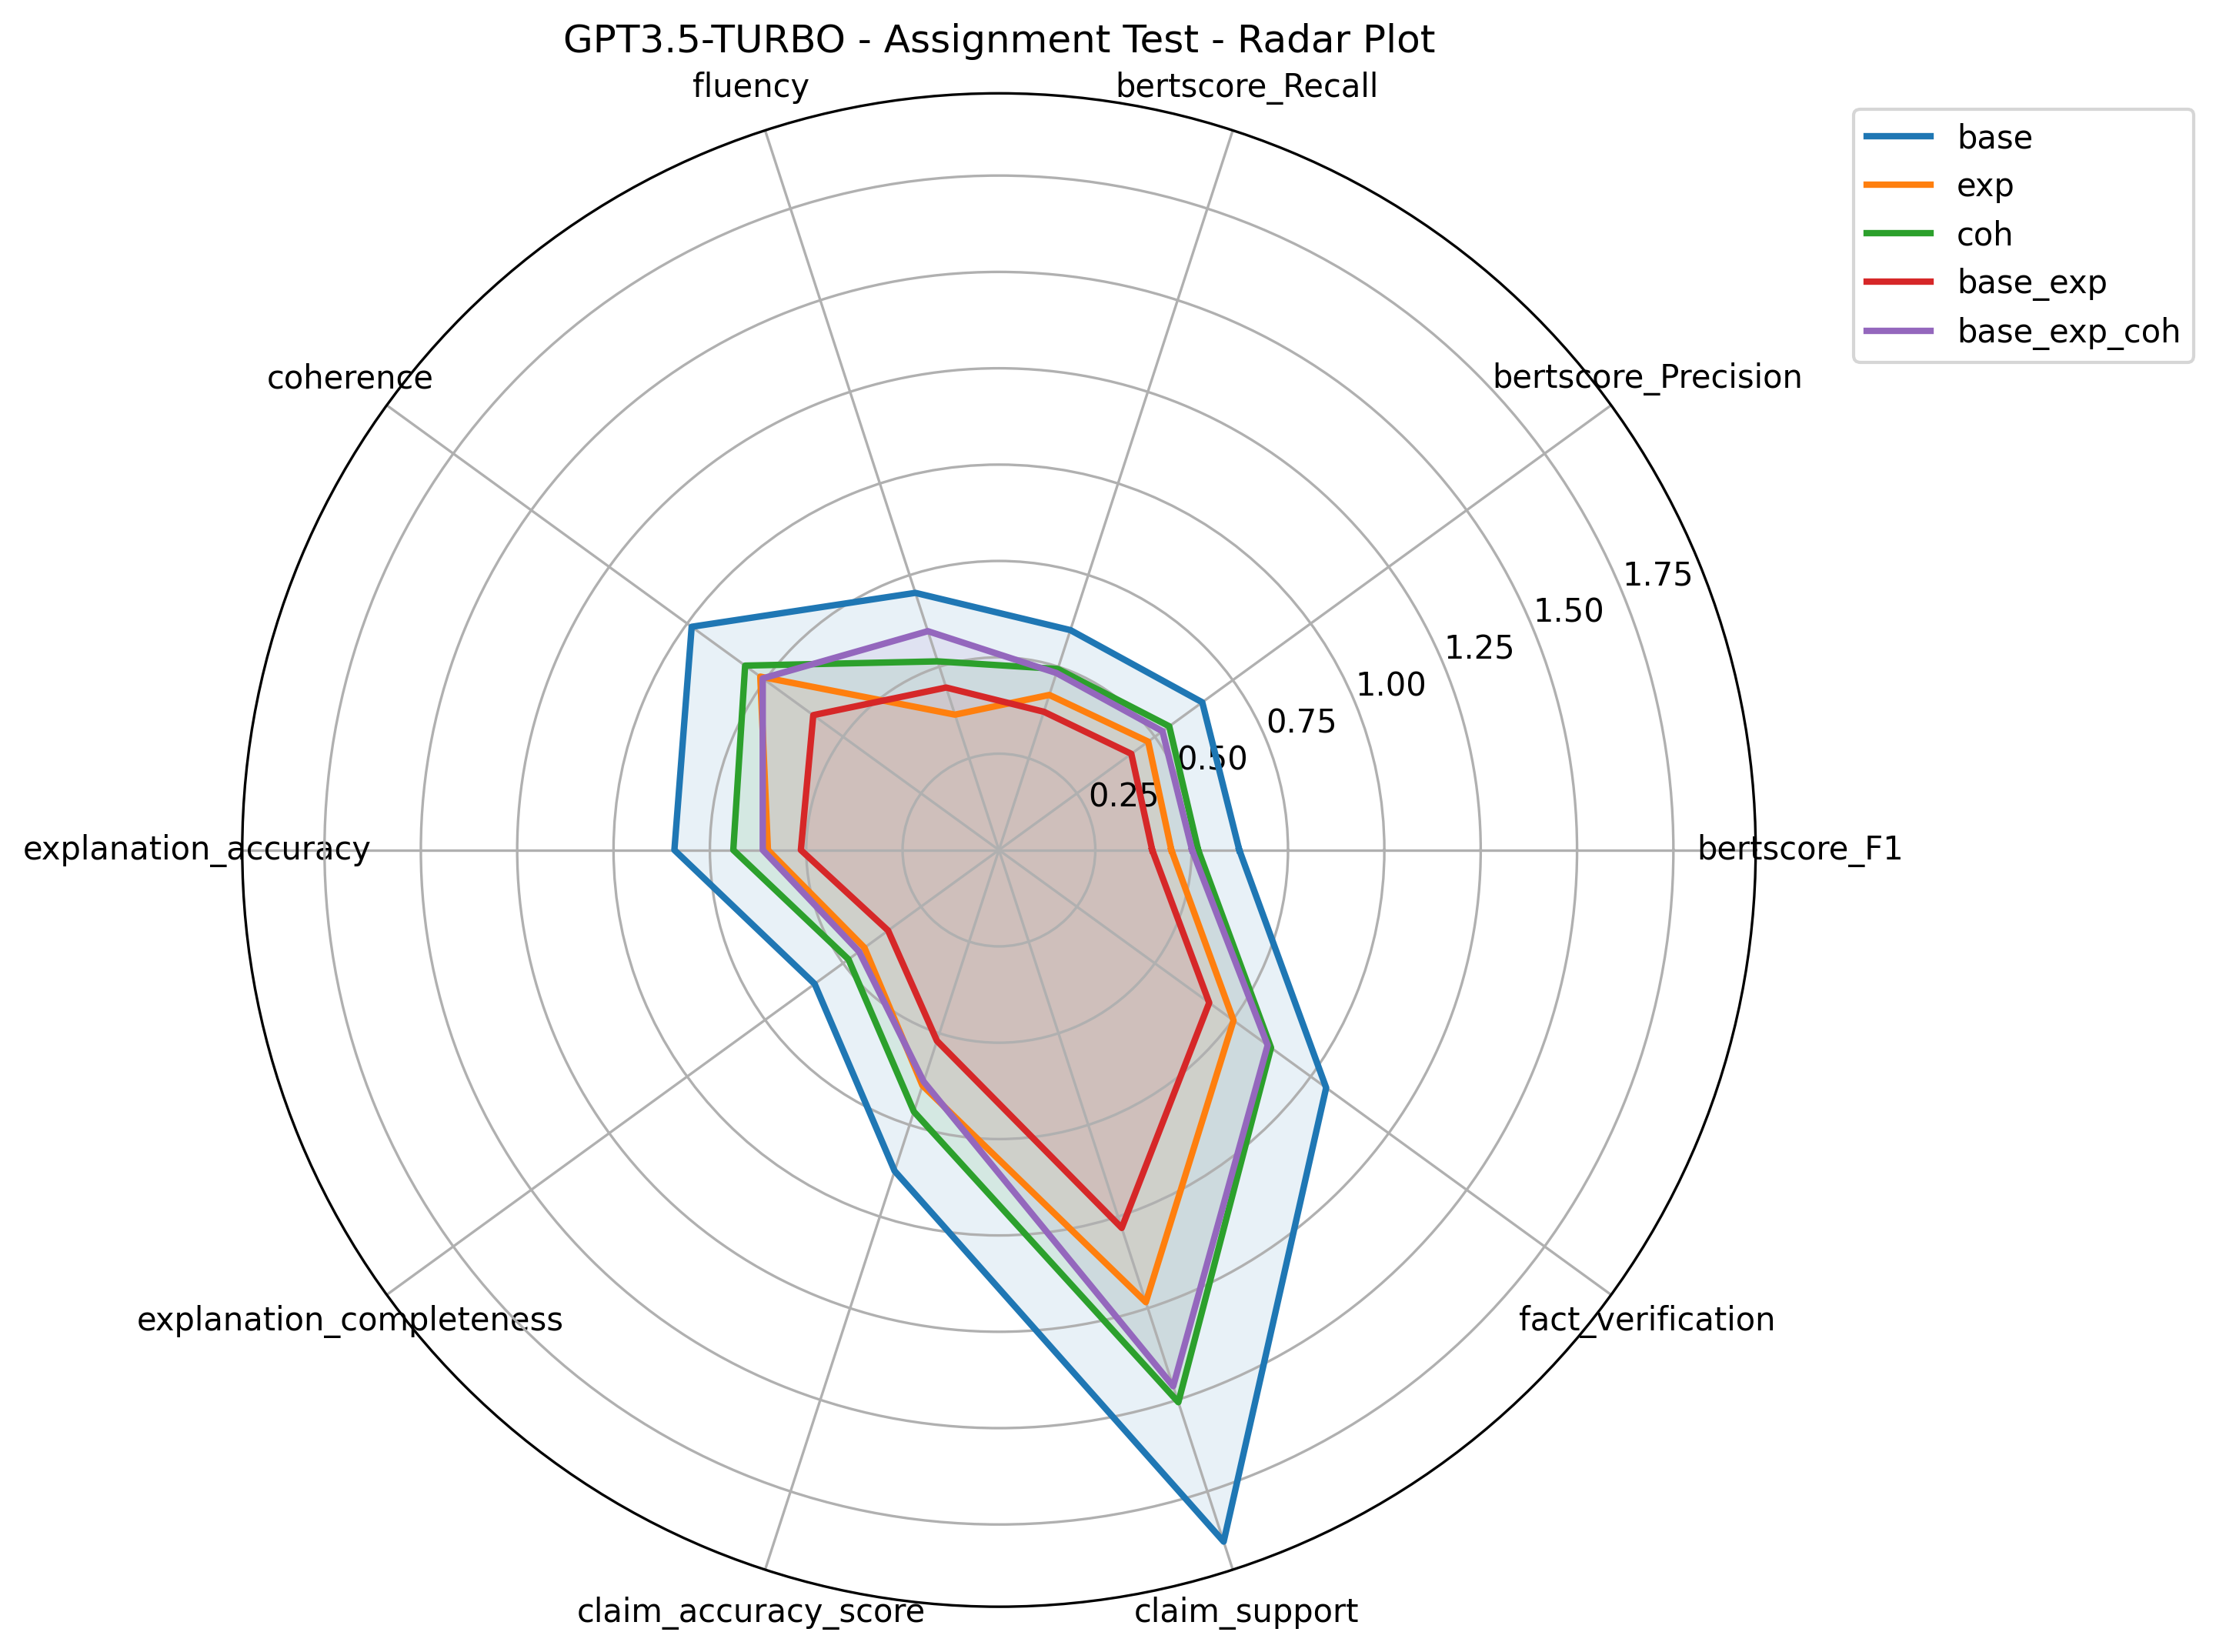 GPT3.5-TURBO - Assignment Test - Radar Plot
fluency
bertscore_Recall
base
exp
coh
base_exp
base_exp_coh
coherence
bertscore_Precision
1.75
1.50
1.25
1.00
0.75
0.50
0.25
explanation_accuracy
bertscore_F1
explanation_completeness
fact_verification
claim_accuracy_score
claim_support